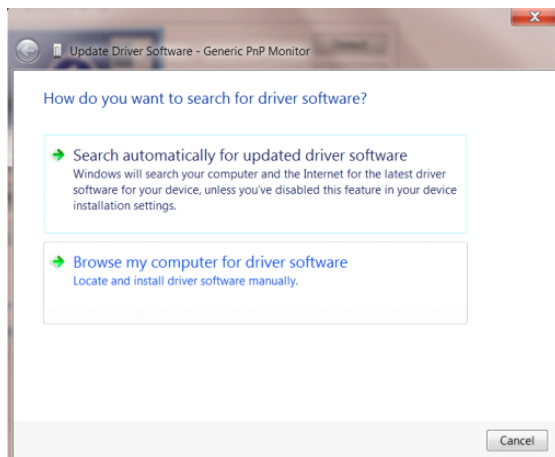 Update Driver Software - Generic PnP Monitor
How do you want to search for driver software?
Search automatically for updated driver software
Windows will search your computer and the Internet for the latest driver
software for your device, unless you've disabled this feature in your device
installation settings.
Browse my computer for driver software
Locate and install driver software manually.
Cancel